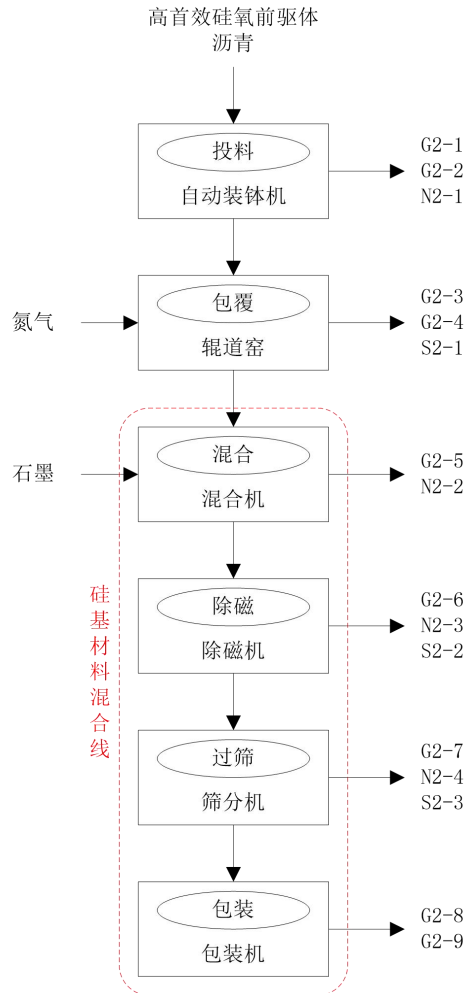 高首效硅氧前驱体
沥青
投料
自动装钵机
G2-1
G2-2
N2-1
氮气
包覆
辊道窑
G2-3
G2-4
S2-1
石墨
混合
混合机
G2-5
N2-2
硅基材料混合线
除磁
除磁机
G2-6
N2-3
S2-2
过筛
筛分机
G2-7
N2-4
S2-3
包装
包装机
G2-8
G2-9